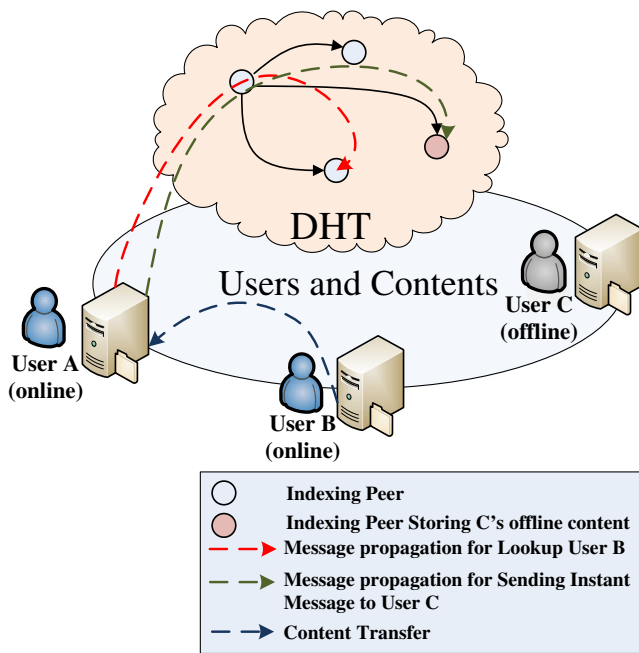 DHT
Users and Contents
User A
(online)
User B
(online)
User C
(offline)
Indexing Peer
Indexing Peer Storing C's offline content
Message propagation for Lookup User B
Message propagation for Sending Instant
Message to User C
Content Transfer